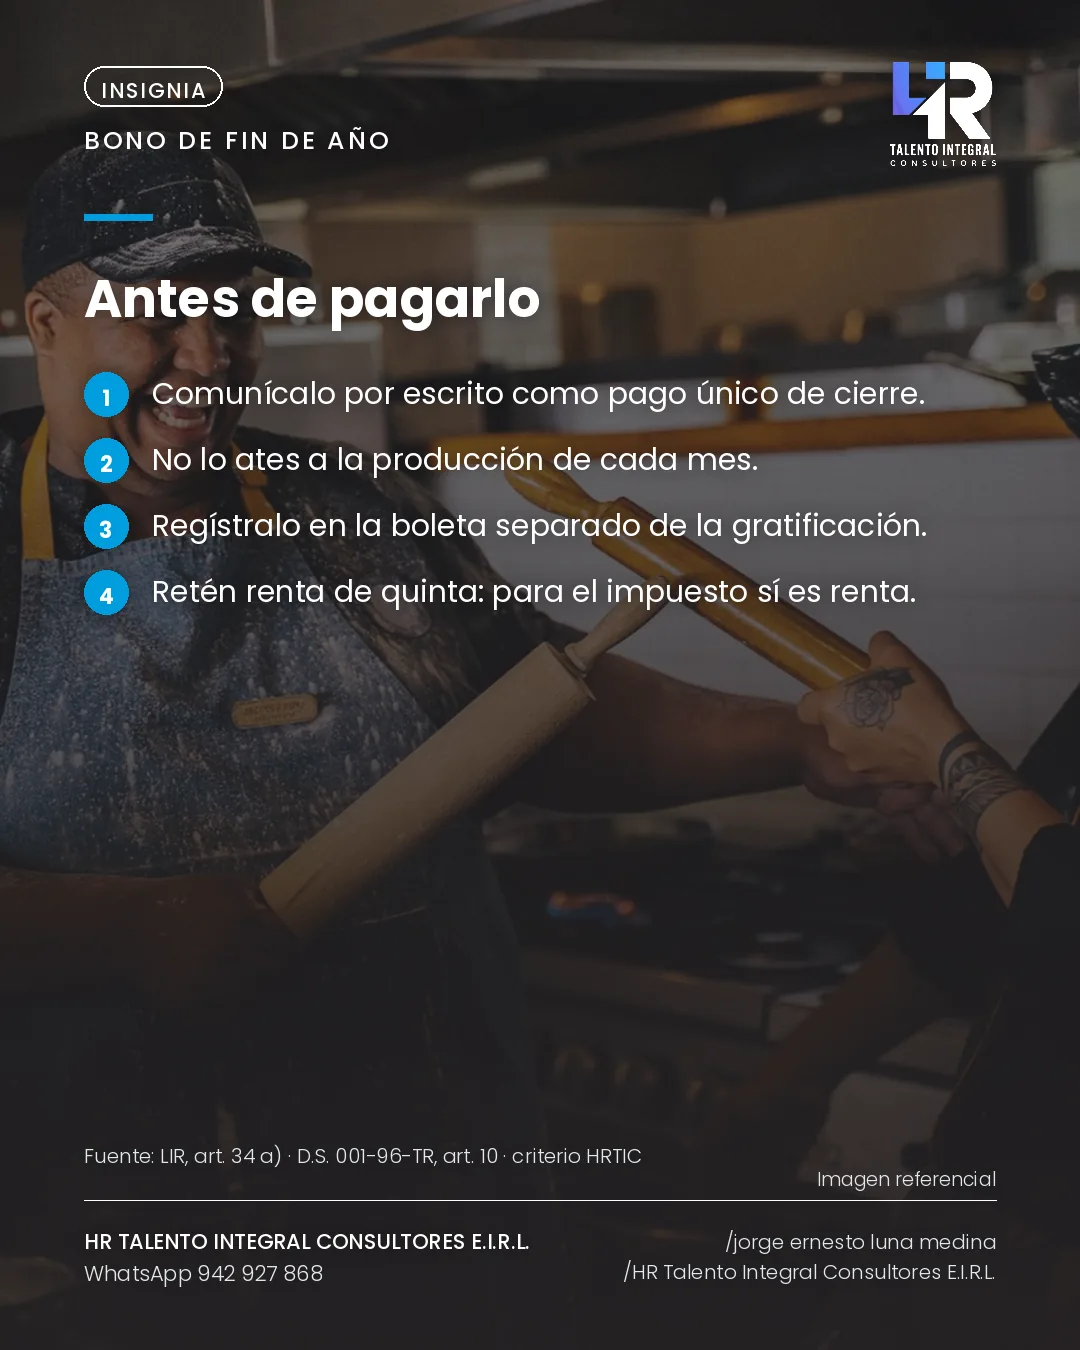 INSIGNIA
BONO DE FIN DE AÑO
HR
TALENTO INTEGRAL
CONSULTORES
Antes de pagarlo
1 Comunícalo por escrito como pago único de cierre.
2 No lo ates a la producción de cada mes.
3 Regístralo en la boleta separado de la gratificación.
4 Retén renta de quinta: para el impuesto sí es renta.
Fuente: LIR, art. 34 a) · D.S. 001-96-TR, art. 10 · criterio HRTIC
Imagen referencial
HR TALENTO INTEGRAL CONSULTORES E.I.R.L.
WhatsApp 942 927 868
/jorge ernesto luna medina
/HR Talento Integral Consultores E.I.R.L.